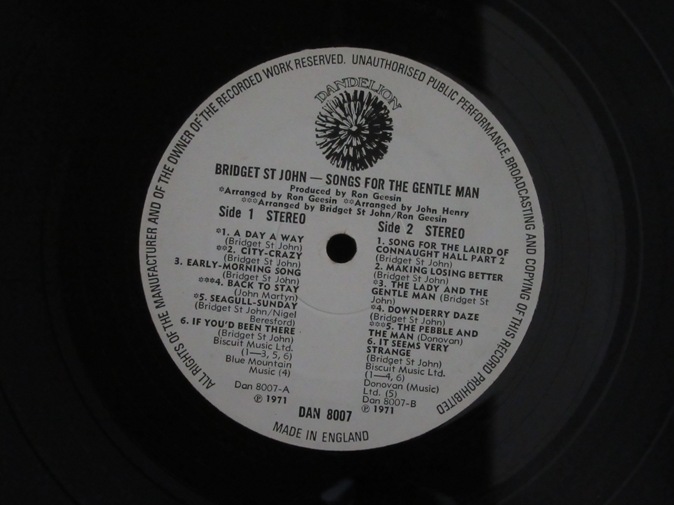 ALL RIGHTS OF THE MANUFACTURER AND OF THE OWNER OF THE RECORDED WORK RESERVED. UNAUTHORISED PUBLIC PERFORMANCE, BROADCASTING AND COPYING OF THIS RECORD PROHIBITED
DANDELION
BRIDGET ST JOHN — SONGS FOR THE GENTLE MAN
Produced by Ron Geesin
*Arranged by Ron Geesin **Arranged by John Henry
***Arranged by Bridget St John/Ron Geesin
Side 1 STEREO
*1. A DAY A WAY
(Bridget St John)
**2. CITY-CRAZY
(Bridget St John)
3. EARLY-MORNING SONG
(Bridget St John)
***4. BACK TO STAY
(John Martyn)
*5. SEAGULL-SUNDAY
(Bridget St John/Nigel
Beresford)
6. IF YOU'D BEEN THERE
(Bridget St John)
Biscuit Music Ltd.
(1—3, 5, 6)
Blue Mountain
Music (4)
Dan 8007-A
℗ 1971
Side 2 STEREO
1. SONG FOR THE LAIRD OF
CONNAUGHT HALL PART 2
(Bridget St John)
2. MAKING LOSING BETTER
(Bridget St John)
*3. THE LADY AND THE
GENTLE MAN (Bridget St
John)
*4. DOWNDERRY DAZE
(Bridget St John)
***5. THE PEBBLE AND
THE MAN (Donovan)
6. IT SEEMS VERY
STRANGE
(Bridget St John)
Biscuit Music Ltd.
(1—4, 6)
Donovan (Music)
Ltd. (5)
Dan 8007-B
℗ 1971
DAN 8007
MADE IN ENGLAND